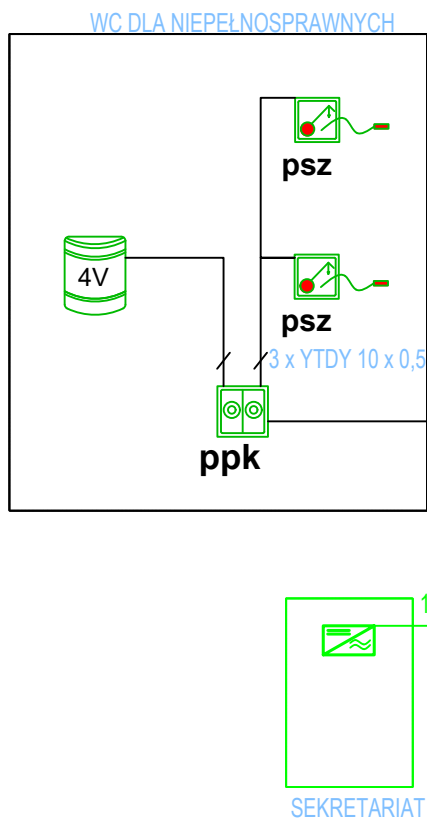 WC DLA NIEPEŁNOSPRAWNYCH
psz
4V
psz
3 x YTDY 10 x 0,5
ppk
1
SEKRETARIAT